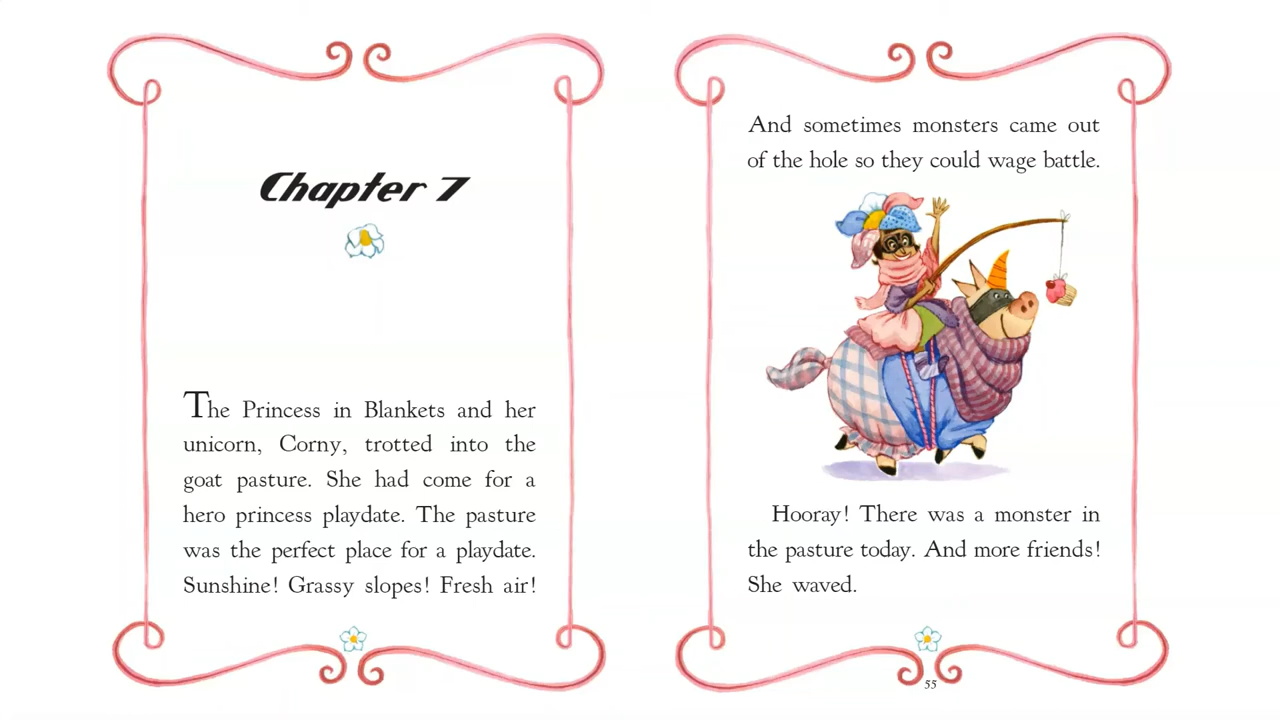 Chapter 7
The Princess in Blankets and her
unicorn, Corny, trotted into the
goat pasture. She had come for a
hero princess playdate. The pasture
was the perfect place for a playdate.
Sunshine! Grassy slopes! Fresh air!
And sometimes monsters came out
of the hole so they could wage battle.
Hooray! There was a monster in
the pasture today. And more friends!
She waved.
55